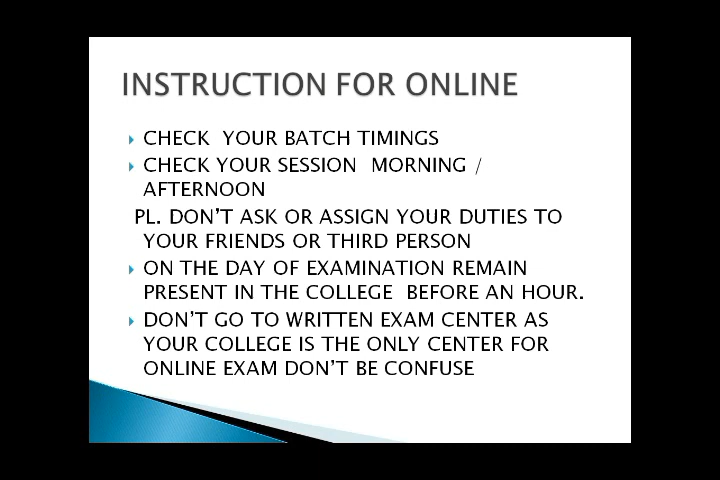 INSTRUCTION FOR ONLINE
CHECK YOUR BATCH TIMINGS
CHECK YOUR SESSION MORNING /
AFTERNOON
PL. DON'T ASK OR ASSIGN YOUR DUTIES TO
YOUR FRIENDS OR THIRD PERSON
ON THE DAY OF EXAMINATION REMAIN
PRESENT IN THE COLLEGE BEFORE AN HOUR.
DON'T GO TO WRITTEN EXAM CENTER AS
YOUR COLLEGE IS THE ONLY CENTER FOR
ONLINE EXAM DON'T BE CONFUSE